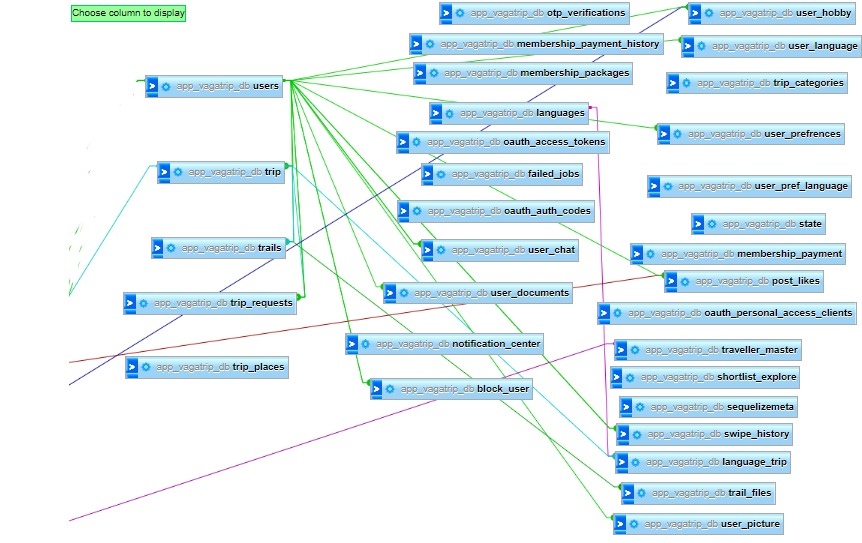 Choose column to display
app_vagatrip_db otp_verifications
app_vagatrip_db user_hobby
app_vagatrip_db membership_payment_history
app_vagatrip_db user_language
app_vagatrip_db membership_packages
app_vagatrip_db users
app_vagatrip_db trip_categories
app_vagatrip_db languages
app_vagatrip_db user_prefrences
app_vagatrip_db oauth_access_tokens
app_vagatrip_db trip
app_vagatrip_db failed_jobs
app_vagatrip_db user_pref_language
app_vagatrip_db oauth_auth_codes
app_vagatrip_db state
app_vagatrip_db trails
app_vagatrip_db user_chat
app_vagatrip_db membership_payment
app_vagatrip_db post_likes
app_vagatrip_db user_documents
app_vagatrip_db trip_requests
app_vagatrip_db oauth_personal_access_clients
app_vagatrip_db notification_center
app_vagatrip_db traveller_master
app_vagatrip_db trip_places
app_vagatrip_db shortlist_explore
app_vagatrip_db block_user
app_vagatrip_db sequelizemeta
app_vagatrip_db swipe_history
app_vagatrip_db language_trip
app_vagatrip_db trail_files
app_vagatrip_db user_picture